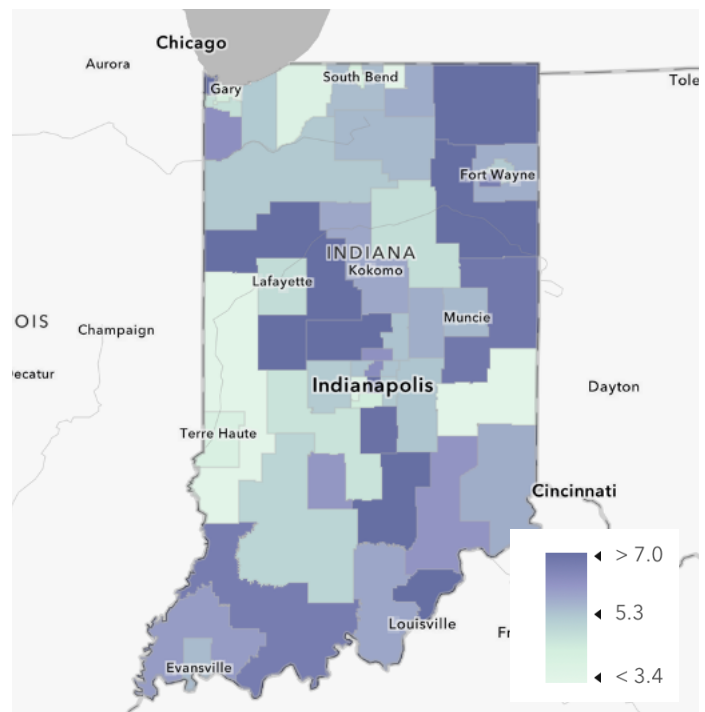 Chicago
Aurora
South Bend
Tole
Gary
Fort Wayne
INDIANA
Kokomo
Lafayette
OIS
Champaign
Muncie
ecatur
Indianapolis
Dayton
Terre Haute
Cincinnati
> 7.0
5.3
< 3.4
Louisville
Fr
Evansville